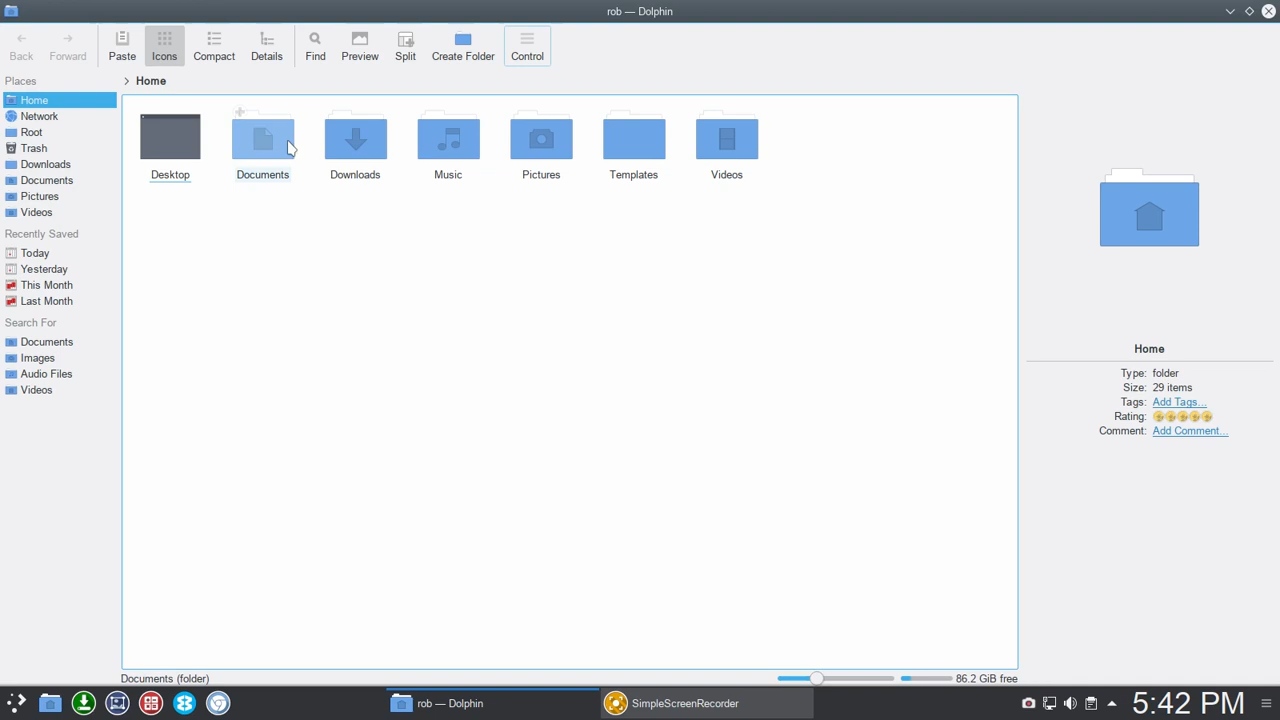 rob — Dolphin
Back
Forward
Paste
Icons
Compact
Details
Find
Preview
Split
Create Folder
Control
Places
Home
Network
Root
Trash
Downloads
Documents
Pictures
Videos
Recently Saved
Today
Yesterday
This Month
Last Month
Search For
Documents
Images
Audio Files
Videos
> Home
Desktop
Documents
Downloads
Music
Pictures
Templates
Videos
Home
Type: folder
Size: 29 items
Tags: Add Tags...
Rating:
Comment: Add Comment...
Documents (folder)
86.2 GiB free
rob — Dolphin
SimpleScreenRecorder
5:42 PM